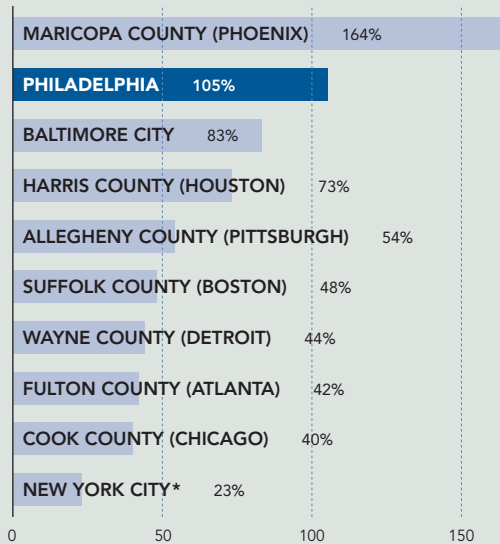 MARICOPA COUNTY (PHOENIX) 164%
PHILADELPHIA 105%
BALTIMORE CITY 83%
HARRIS COUNTY (HOUSTON) 73%
ALLEGHENY COUNTY (PITTSBURGH) 54%
SUFFOLK COUNTY (BOSTON) 48%
WAYNE COUNTY (DETROIT) 44%
FULTON COUNTY (ATLANTA) 42%
COOK COUNTY (CHICAGO) 40%
NEW YORK CITY* 23%
0 50 100 150